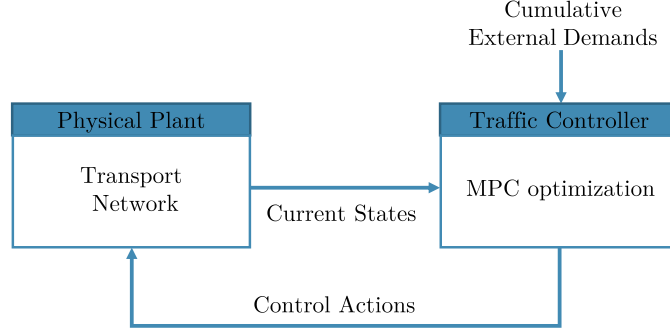 Cumulative
External Demands
Physical Plant
Traffic Controller
Transport
Network
MPC optimization
Current States
Control Actions